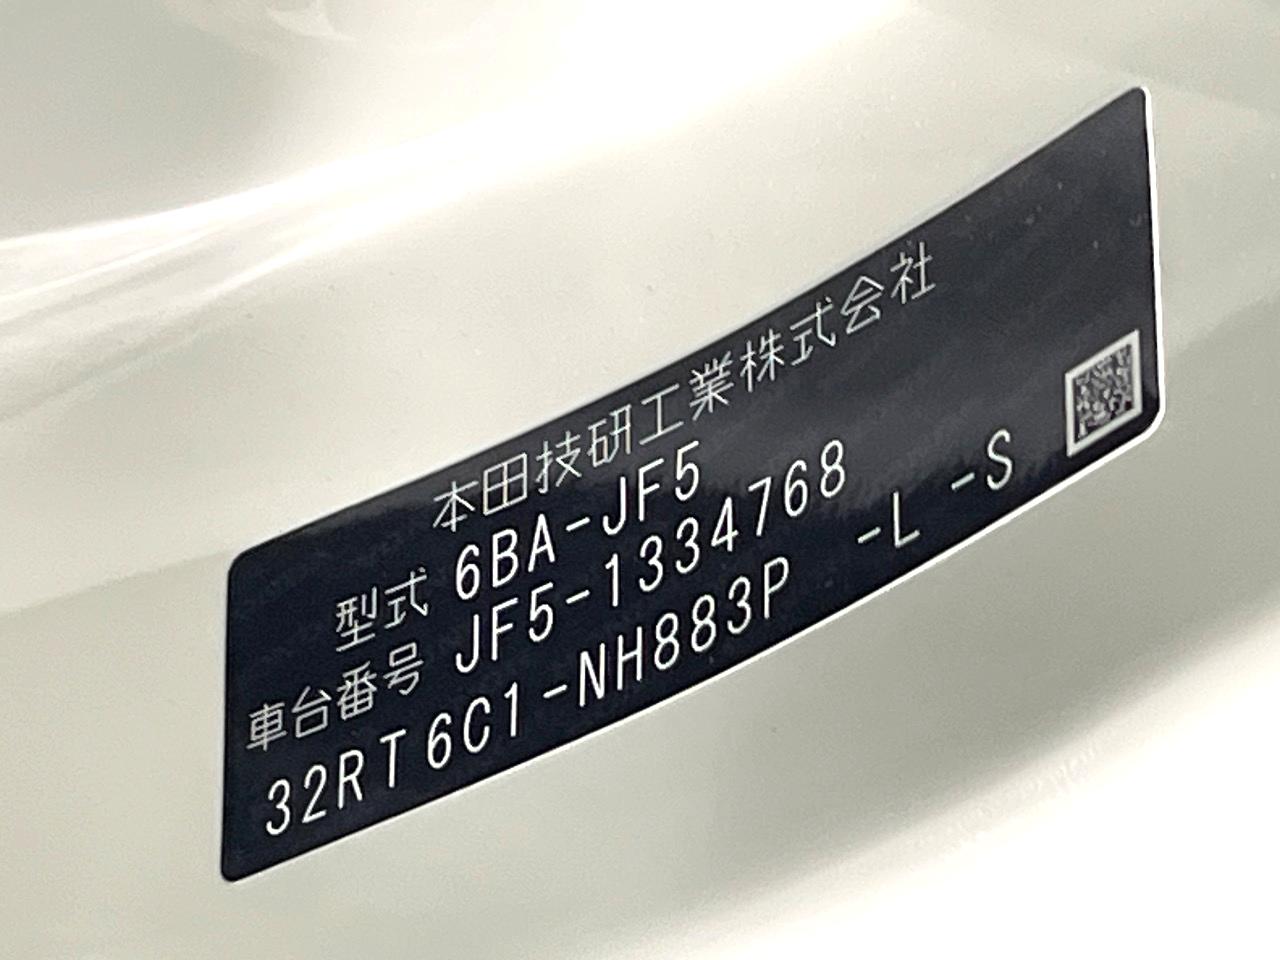 本田技研工業株式会社
型式 6BA-JF5
車台番号 JF5-1334768
32RT6C1-NH883P -L -S